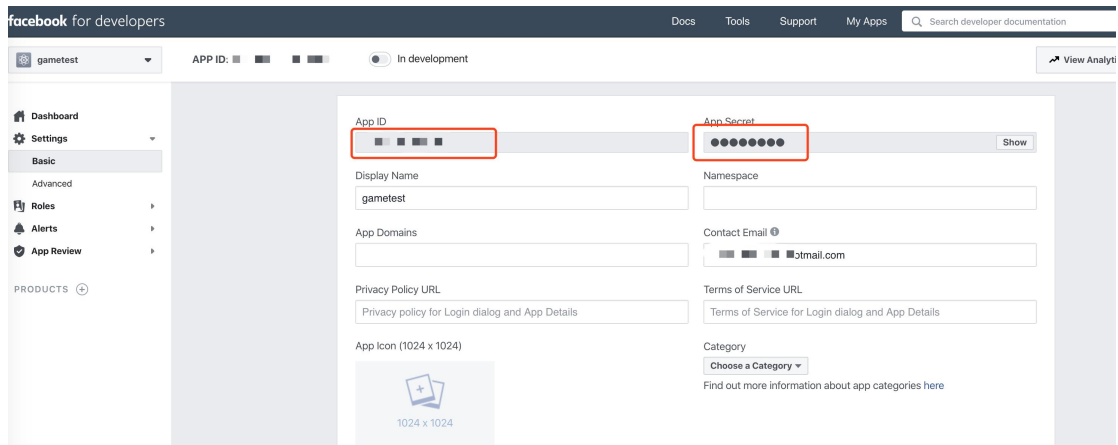 facebook for developers
Docs Tools Support My Apps Search developer documentation
gametest
APP ID:
In development
View Analyti
Dashboard
Settings
Basic
Advanced
Roles
Alerts
App Review
PRODUCTS
App ID
App Secret
Show
Display Name
gametest
Namespace
App Domains
Contact Email
otmail.com
Privacy Policy URL
Privacy policy for Login dialog and App Details
Terms of Service URL
Terms of Service for Login dialog and App Details
App Icon (1024 x 1024)
1024 x 1024
Category
Choose a Category
Find out more information about app categories here